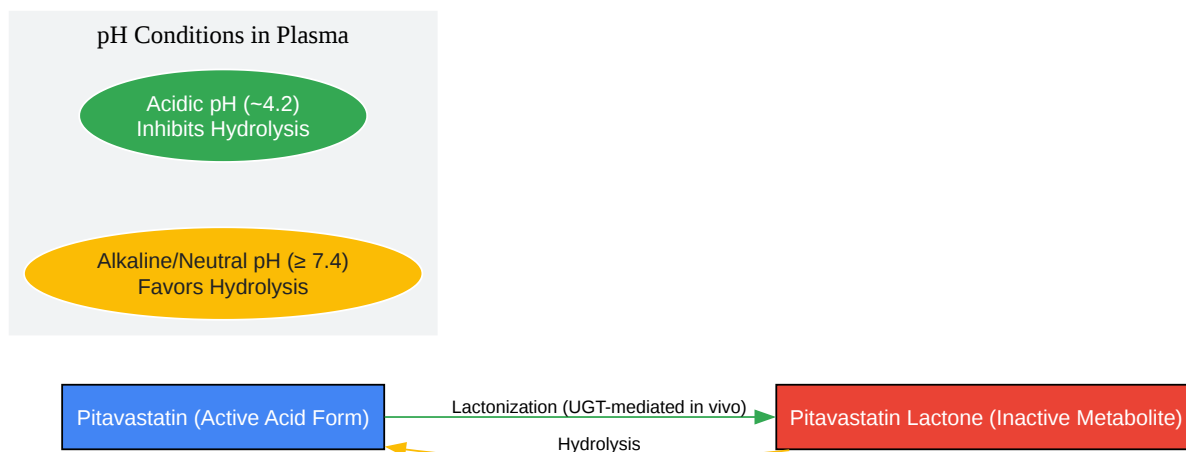 pH Conditions in Plasma
Acidic pH (~4.2)
Inhibits Hydrolysis
Alkaline/Neutral pH (≥ 7.4)
Favors Hydrolysis
Pitavastatin (Active Acid Form)
Lactonization (UGT-mediated in vivo)
Pitavastatin Lactone (Inactive Metabolite)
Hydrolysis